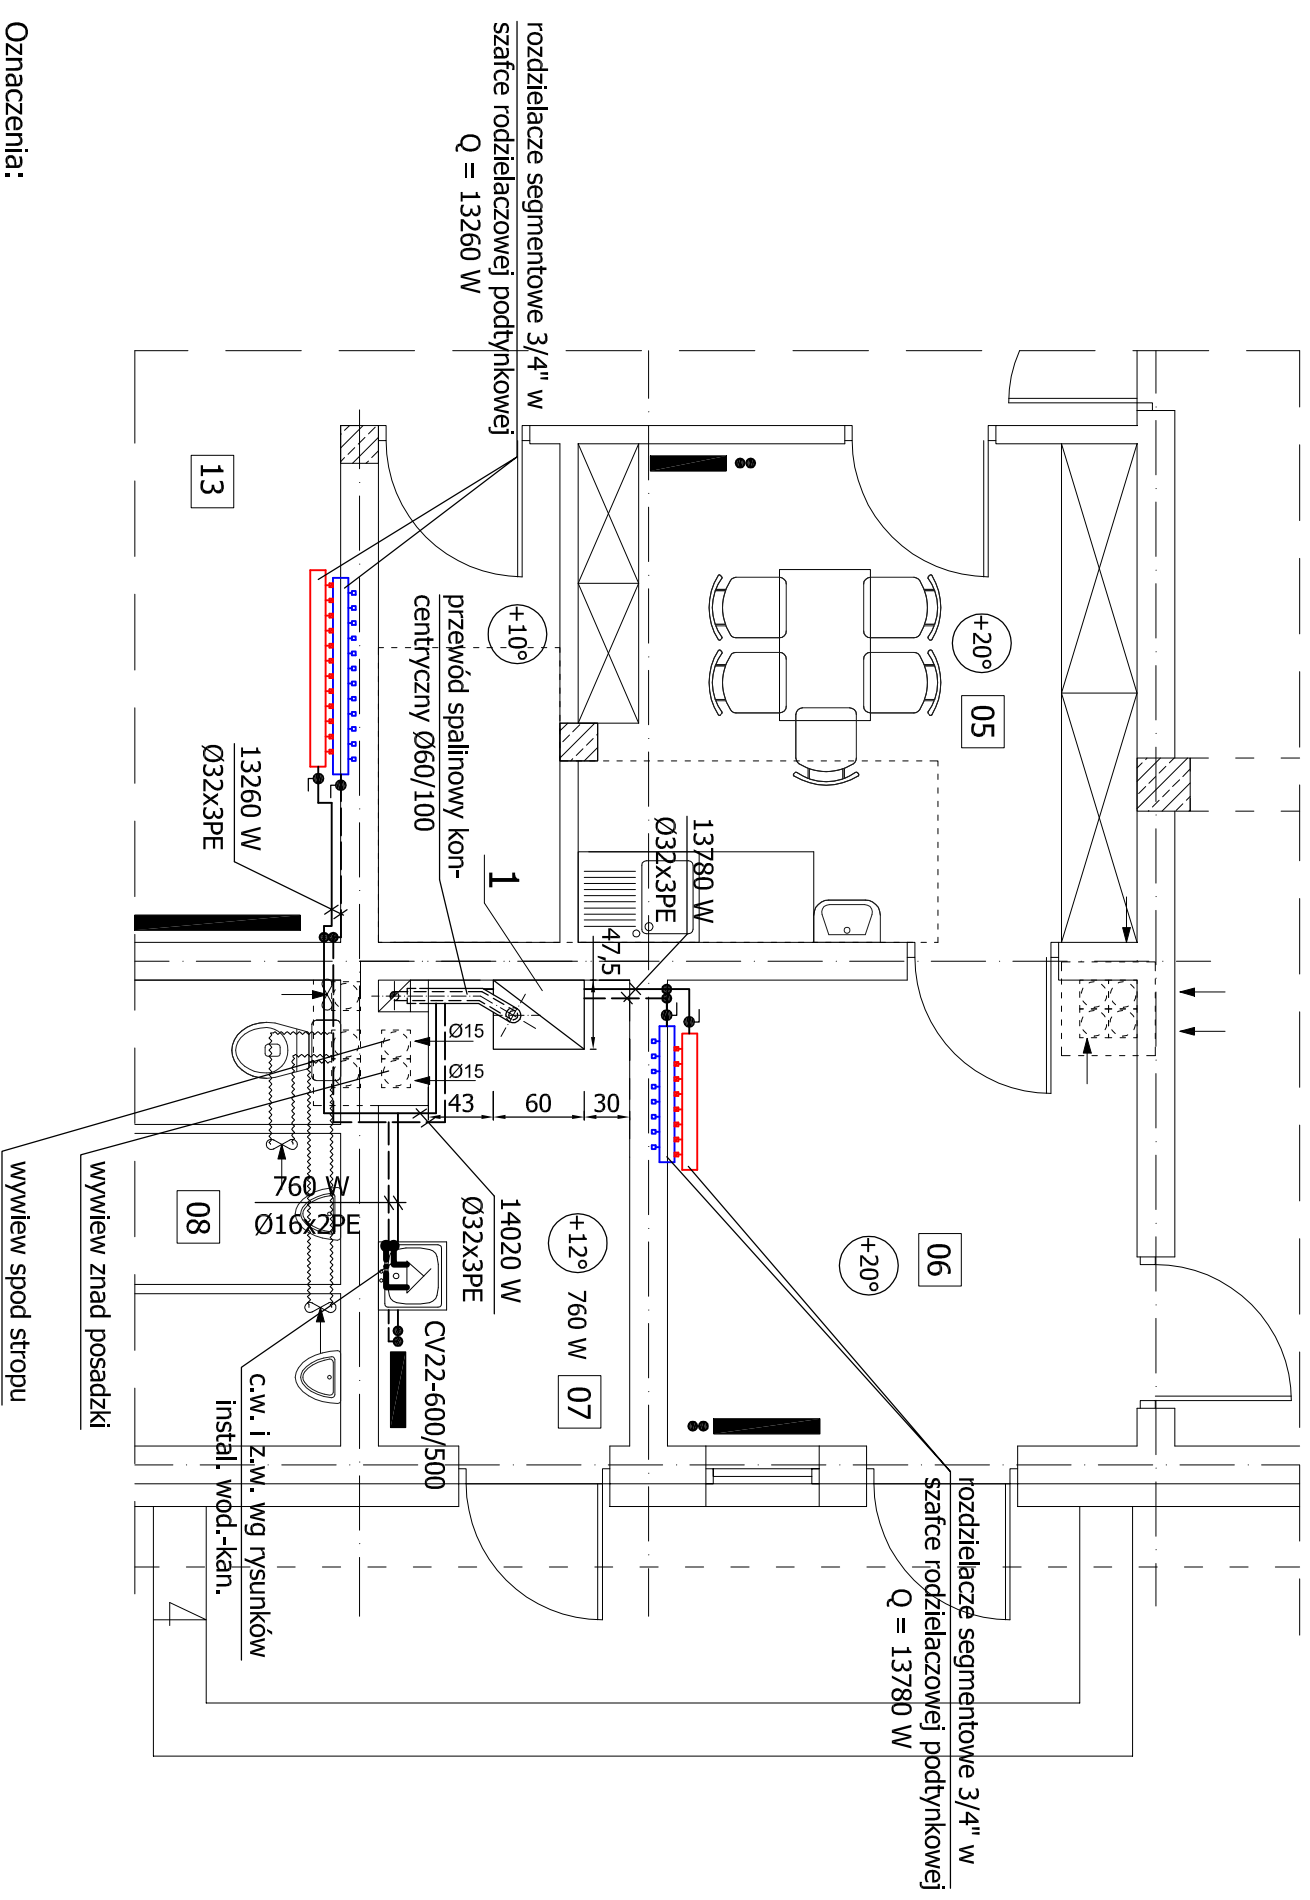 rozdzielacze segmentowe 3/4" w
szafce rodzielaczowej podtynkowej
Q = 13260 W
05
+20°
+10°
13
przewód spalinowy kon-
centryczny Ø60/100
13260 W
Ø32x3PE
1
13780 W
Ø32x3PE
47,5
Ø15
Ø15
43
60
30
06
+20°
+12°
760 W
07
14020 W
Ø32x3PE
760 W
Ø16x2PE
08
CV22-600/500
c.w. i z.w. wg rysunków
instal. wod.-kan.
wywiew znad posadzki
wywiew spod stropu
rozdzielacze segmentowe 3/4" w
szafce rodzielaczowej podtynkowej
Q = 13780 W
Oznaczenia: